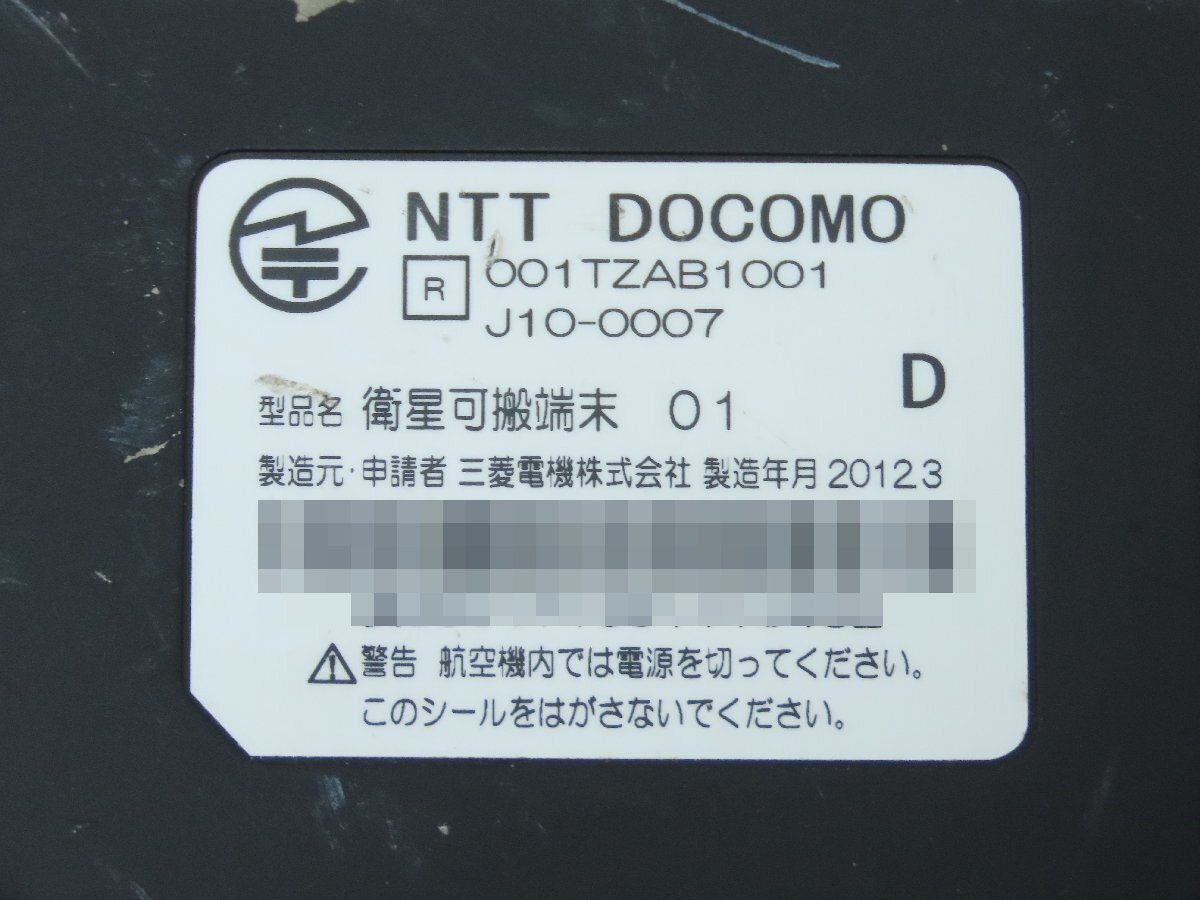 NTT DOCOMO
R 001TZAB1001
J10-0007
D
型品名 衛星可搬端末 01
製造元・申請者 三菱電機株式会社 製造年月 2012.3
⚠警告 航空機内では電源を切ってください。
このシールをはがさないでください。